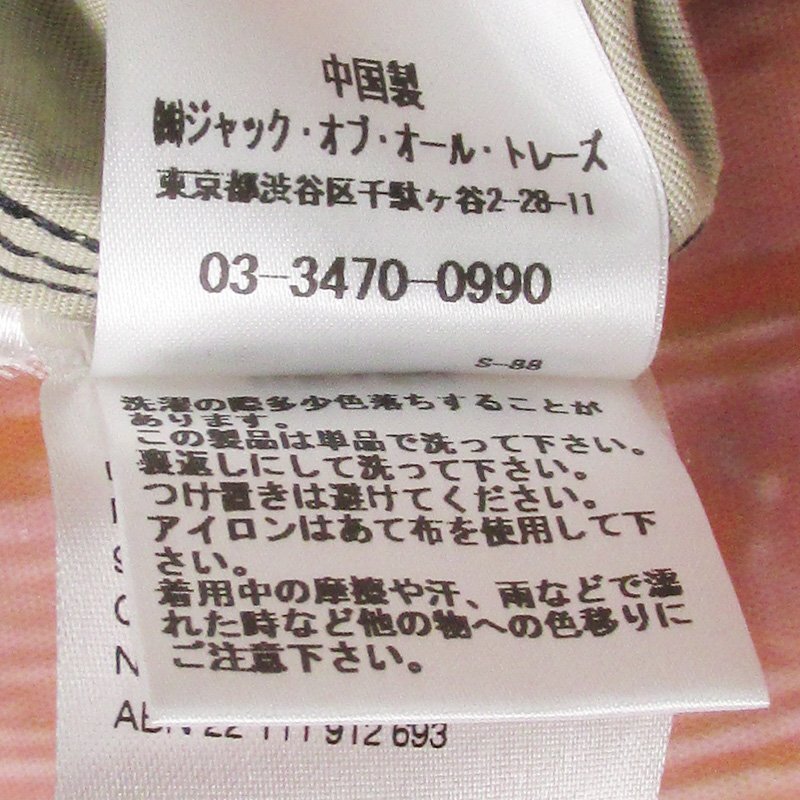 中国製
㈱ジャック・オブ・オール・トレーズ
東京都渋谷区千駄ヶ谷2-28-11
03-3470-0990
S-88
洗濯の際多少色落ちすることが
あります。
この製品は単品で洗って下さい。
裏返しにして洗って下さい。
つけ置きは避けてください。
アイロンはあて布を使用して下
さい。
着用中の摩擦や汗、雨などで濡
れた時など他の物への色移りに
ご注意下さい。
N
ABN 22 111 912 693